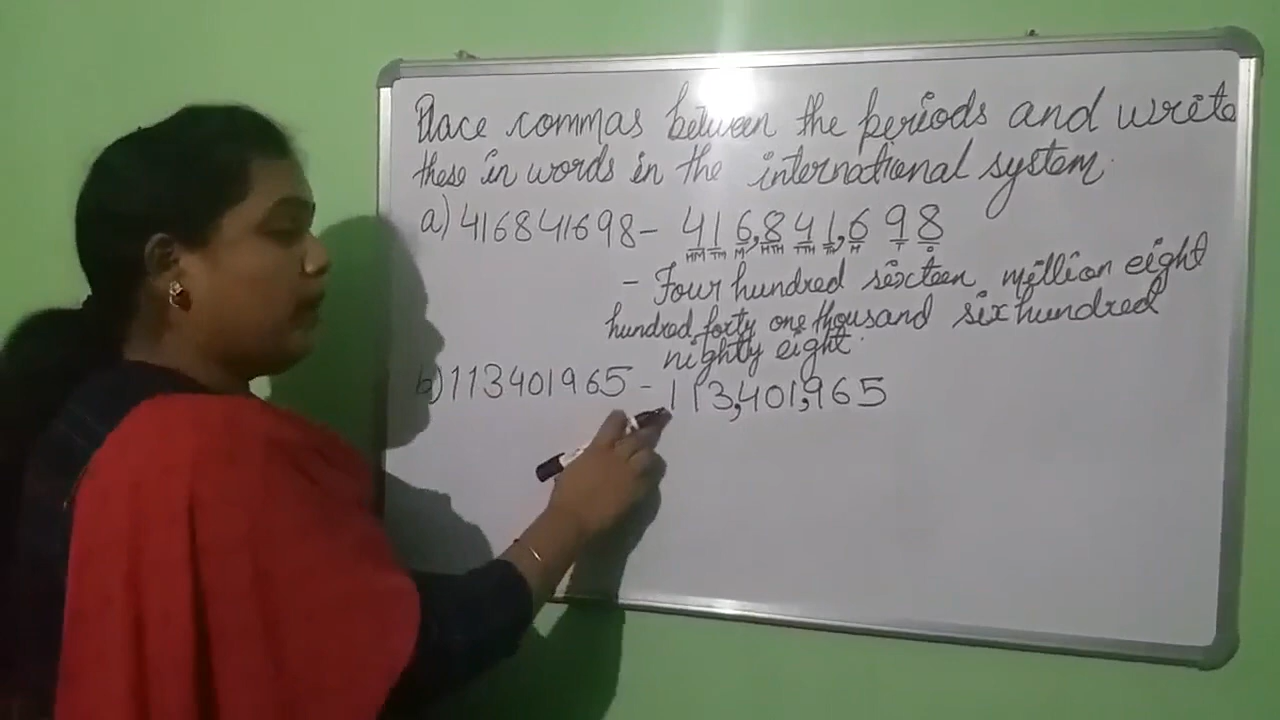 Place commas between the periods and write
these in words in the international system.
a) 416841698 - 416,841,698
HM TM M HTH TTH TH H T O
- Four hundred sixteen million eight
hundred forty one thousand six hundred
nighty eight.
b) 113401965 - 113,401,965